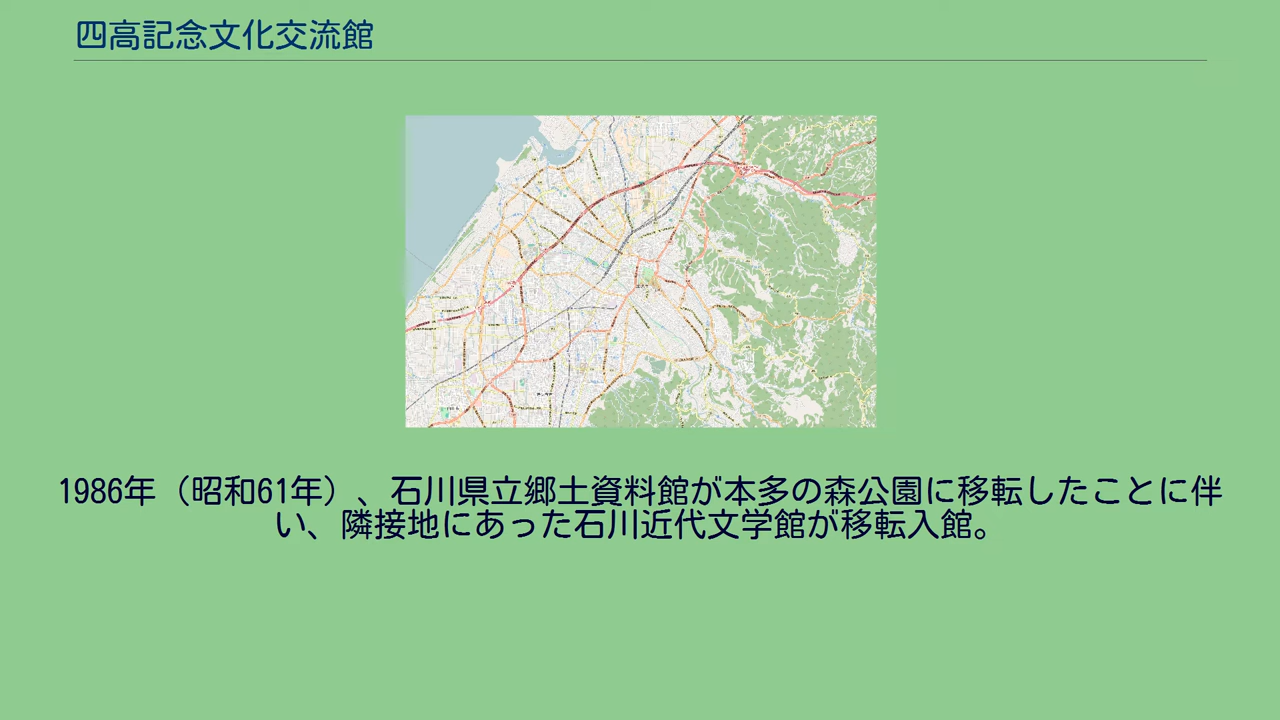 四高記念文化交流館
1986年（昭和61年）、石川県立郷土資料館が本多の森公園に移転したことに伴
い、隣接地にあった石川近代文学館が移転入館。